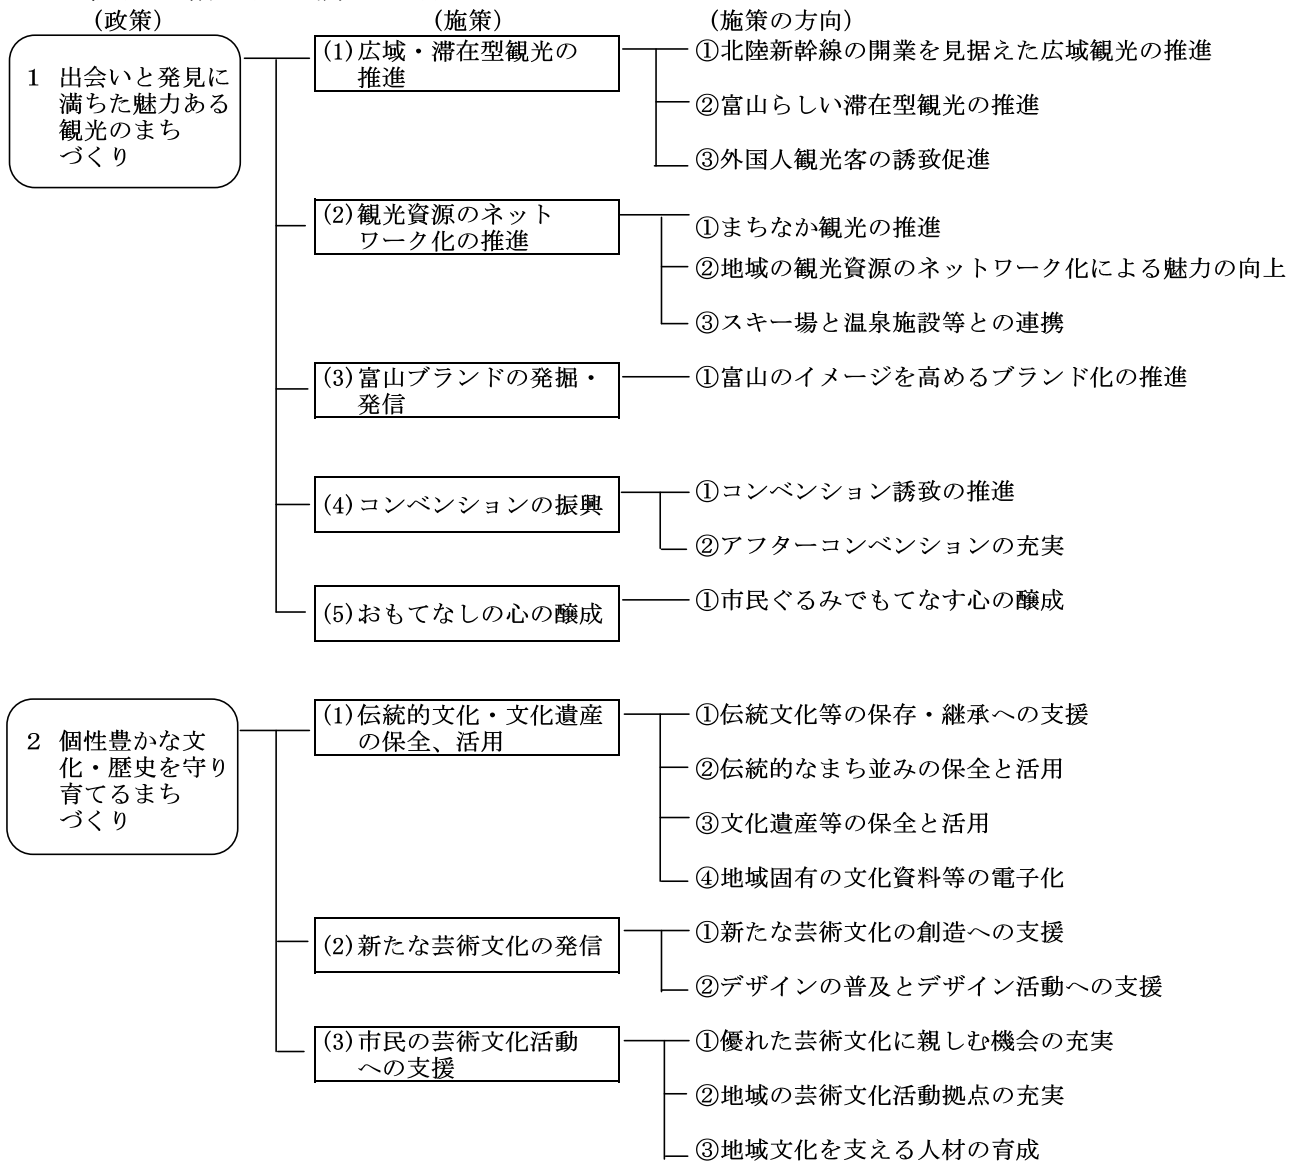 (政策)
(施策)
(施策の方向)
1 出会いと発見に
満ちた魅力ある
観光のまち
づくり
(1)広域・滞在型観光の
推進
①北陸新幹線の開業を見据えた広域観光の推進
②富山らしい滞在型観光の推進
③外国人観光客の誘致促進
(2)観光資源のネット
ワーク化の推進
①まちなか観光の推進
②地域の観光資源のネットワーク化による魅力の向上
③スキー場と温泉施設等との連携
(3)富山ブランドの発掘・
発信
①富山のイメージを高めるブランド化の推進
(4)コンベンションの振興
①コンベンション誘致の推進
②アフターコンベンションの充実
(5)おもてなしの心の醸成
①市民ぐるみでもてなす心の醸成
2 個性豊かな文
化・歴史を守り
育てるまち
づくり
(1)伝統的文化・文化遺産
の保全、活用
①伝統文化等の保存・継承への支援
②伝統的なまち並みの保全と活用
③文化遺産等の保全と活用
④地域固有の文化資料等の電子化
(2)新たな芸術文化の発信
①新たな芸術文化の創造への支援
②デザインの普及とデザイン活動への支援
(3)市民の芸術文化活動
への支援
①優れた芸術文化に親しむ機会の充実
②地域の芸術文化活動拠点の充実
③地域文化を支える人材の育成